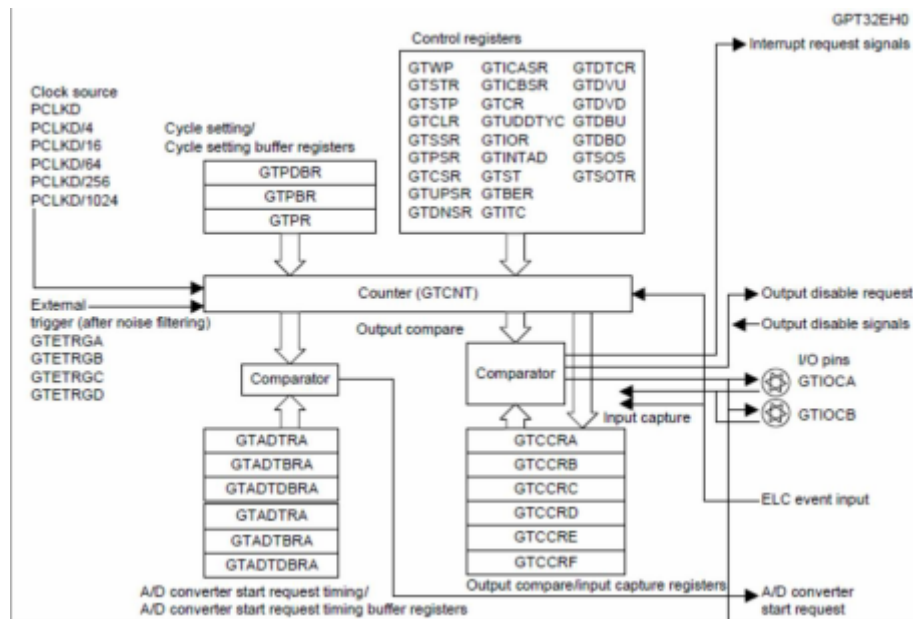 GPT32EH0
Control registers
Interrupt request signals
GTWP GTICASR GTDTCR
GTSTR GTICBSR GTDVU
GTSTP GTCR GTDVD
GTCLR GTUDDTYC GTDBU
GTSSR GTIOR GTDBD
GTPSR GTINTAD GTSOS
GTCSR GTST GTSOTR
GTUPSR GTBER
GTDNSR GTITC
Clock source
PCLKD
PCLKD/4
PCLKD/16
PCLKD/64
PCLKD/256
PCLKD/1024
Cycle setting/
Cycle setting buffer registers
GTPDBR
GTPBR
GTPR
Counter (GTCNT)
External
trigger (after noise filtering)
GTETRGA
GTETRGB
GTETRGC
GTETRGD
Output compare
Output disable request
Output disable signals
Comparator
Comparator
I/O pins
GTIOCA
GTIOCB
Input capture
GTADTRA
GTADTBRA
GTADTDBRA
GTADTRA
GTADTBRA
GTADTDBRA
GTCCRA
GTCCRB
GTCCRC
GTCCRD
GTCCRE
GTCCRF
ELC event input
Output compare/input capture registers
A/D converter start request timing/
A/D converter start request timing buffer registers
A/D converter
start request